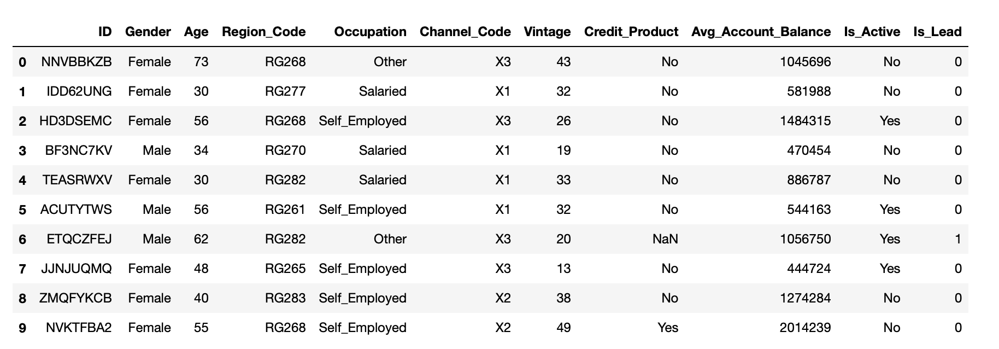 ID Gender Age Region_Code Occupation Channel_Code Vintage Credit_Product Avg_Account_Balance Is_Active Is_Lead
0 NNVBBKZB Female 73 RG268 Other X3 43 No 1045696 No 0
1 IDD62UNG Female 30 RG277 Salaried X1 32 No 581988 No 0
2 HD3DSEMC Female 56 RG268 Self_Employed X3 26 No 1484315 Yes 0
3 BF3NC7KV Male 34 RG270 Salaried X1 19 No 470454 No 0
4 TEASRWXV Female 30 RG282 Salaried X1 33 No 886787 No 0
5 ACUTYTWS Male 56 RG261 Self_Employed X1 32 No 544163 Yes 0
6 ETQCZFEJ Male 62 RG282 Other X3 20 NaN 1056750 Yes 1
7 JJNJUQMQ Female 48 RG265 Self_Employed X3 13 No 444724 Yes 0
8 ZMQFYKCB Female 40 RG283 Self_Employed X2 38 No 1274284 No 0
9 NVKTFBA2 Female 55 RG268 Self_Employed X2 49 Yes 2014239 No 0